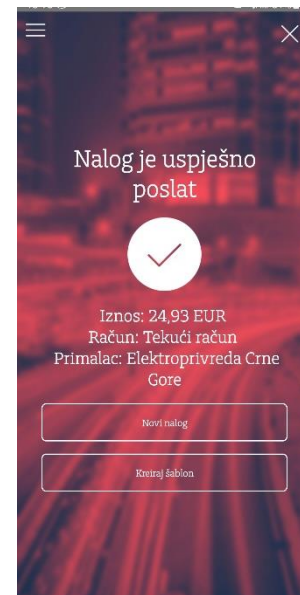 Nalog je uspješno
poslat
Iznos: 24,93 EUR
Račun: Tekući račun
Primalac: Elektroprivreda Crne
Gore
Novi nalog
Kreiraj šablon